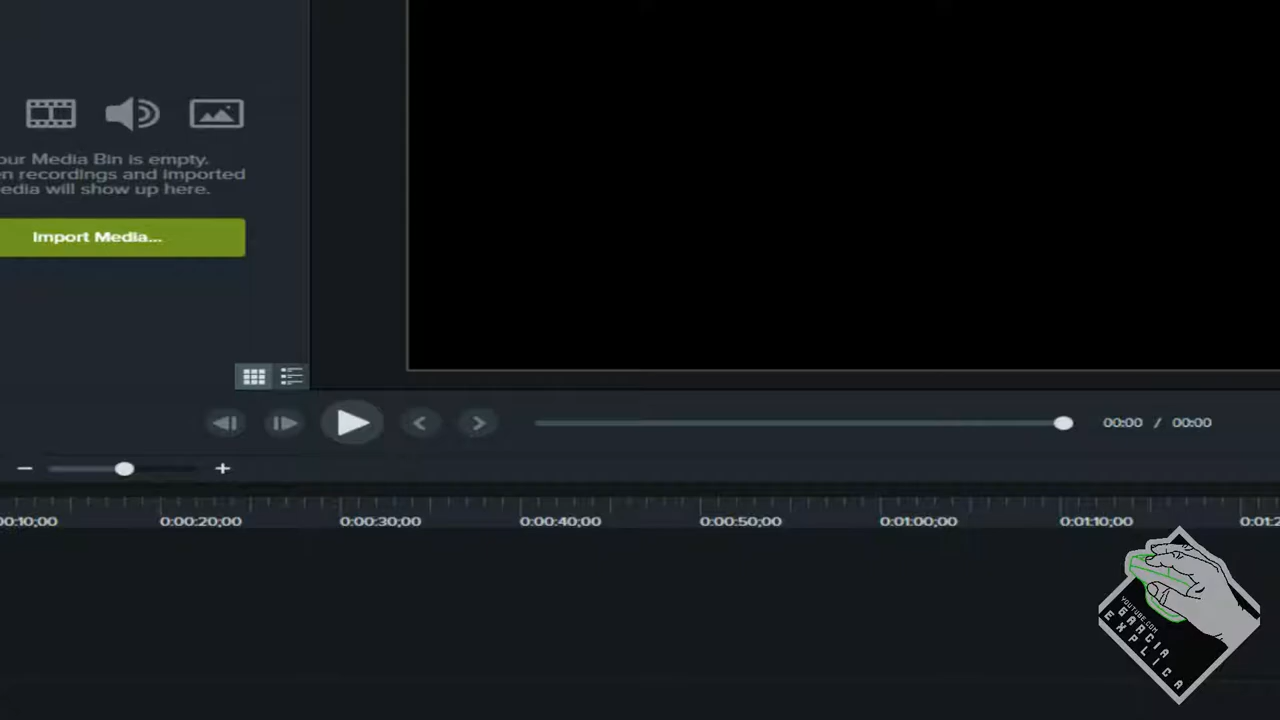 our Media Bin is empty.
en recordings and imported
edia will show up here.
Import Media...
00:00 / 00:00
00:10;00 0:00:20;00 0:00:30;00 0:00:40;00 0:00:50;00 0:01:00;00 0:01:10;00 0:01:2
YOUTUBE.COM
GARCIA
EXPLICA